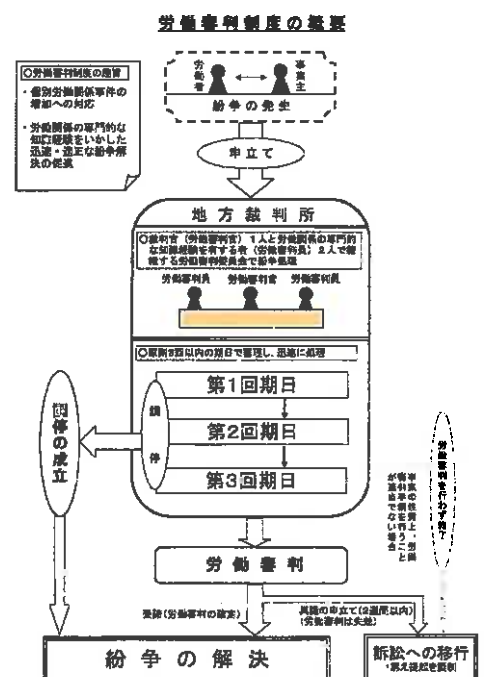 労働審判制度の概要
○労働審判制度の趣旨
・個別労働関係事件の
増加への対応
・労働関係の専門的な
知識経験をいかした
迅速・適正な紛争解
決の促進
労働者
事業主
紛争の発生
申立て
地方裁判所
○裁判官（労働審判官）1人と労働関係の専門的
な知識経験を有する者（労働審判員）2人で組
織する労働審判委員会で紛争処理
労働審判員
労働審判官
労働審判員
○原則3回以内の期日で審理し、迅速に処理
第1回期日
第2回期日
第3回期日
調停
調停の成立
労働審判を行わず終了
事案の性質上、労働
審判手続を行うこと
が適当でない場合
労働審判
受諾(労働審判の確定)
異議の申立て(2週間以内)
(労働審判は失効)
紛争の解決
訴訟への移行